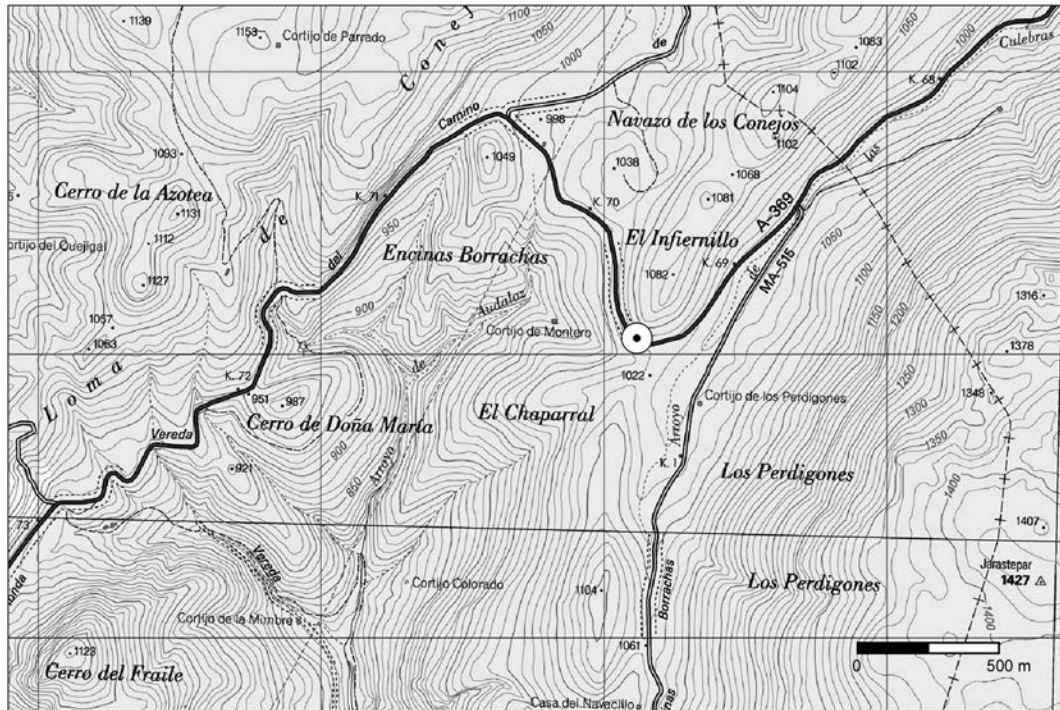 1139
1153
Cortijo de Parrado
Conej
1100
1050
1000
de
1083
1102
1050
1000
Culebras
K. 68
1104
Camino
998
Navazo de los Conejos
1102
las
1093
1049
1038
1068
Cerro de la Azotea
K. 71
1081
A-369
1131
950
K. 70
de
1112
ortijo del Quejigal
del
Encinas Borrachas
El Infiernillo
K. 69
de
MA-515
1050
1127
1082
1100
1316
900
Audalaz
1150
1200
1057
Cortijo de Montero
1063
de
1378
Loma
K. 72
1022
1250
951
987
Cortijo de los Perdigones
1348
1300
Cerro de Doña María
El Chaparral
Vereda
1350
Arroyo
900
921
850
Arroyo
K. 1
Los Perdigones
1400
73
1407
Vereda
Jarastepar
1427
Cortijo Colorado
1104
Borrachas
Los Perdigones
Cortijo de la Mimbre
1400
1061
1123
Cerro del Fraile
0
500 m
Casa del Navacillo
inas